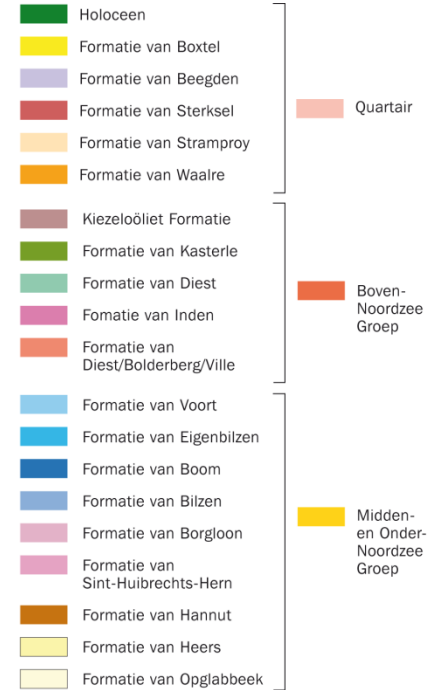 Holoceen
Formatie van Boxtel
Formatie van Beegden
Formatie van Sterksel
Formatie van Stramproy
Formatie van Waalre
Quartair
Kiezeloöliet Formatie
Formatie van Kasterle
Formatie van Diest
Fomatie van Inden
Formatie van
Diest/Bolderberg/Ville
Boven-
Noordzee
Groep
Formatie van Voort
Formatie van Eigenbilzen
Formatie van Boom
Formatie van Bilzen
Formatie van Borgloon
Formatie van
Sint-Huibrechts-Hern
Formatie van Hannut
Formatie van Heers
Formatie van Opglabbeek
Midden-
en Onder-
Noordzee
Groep